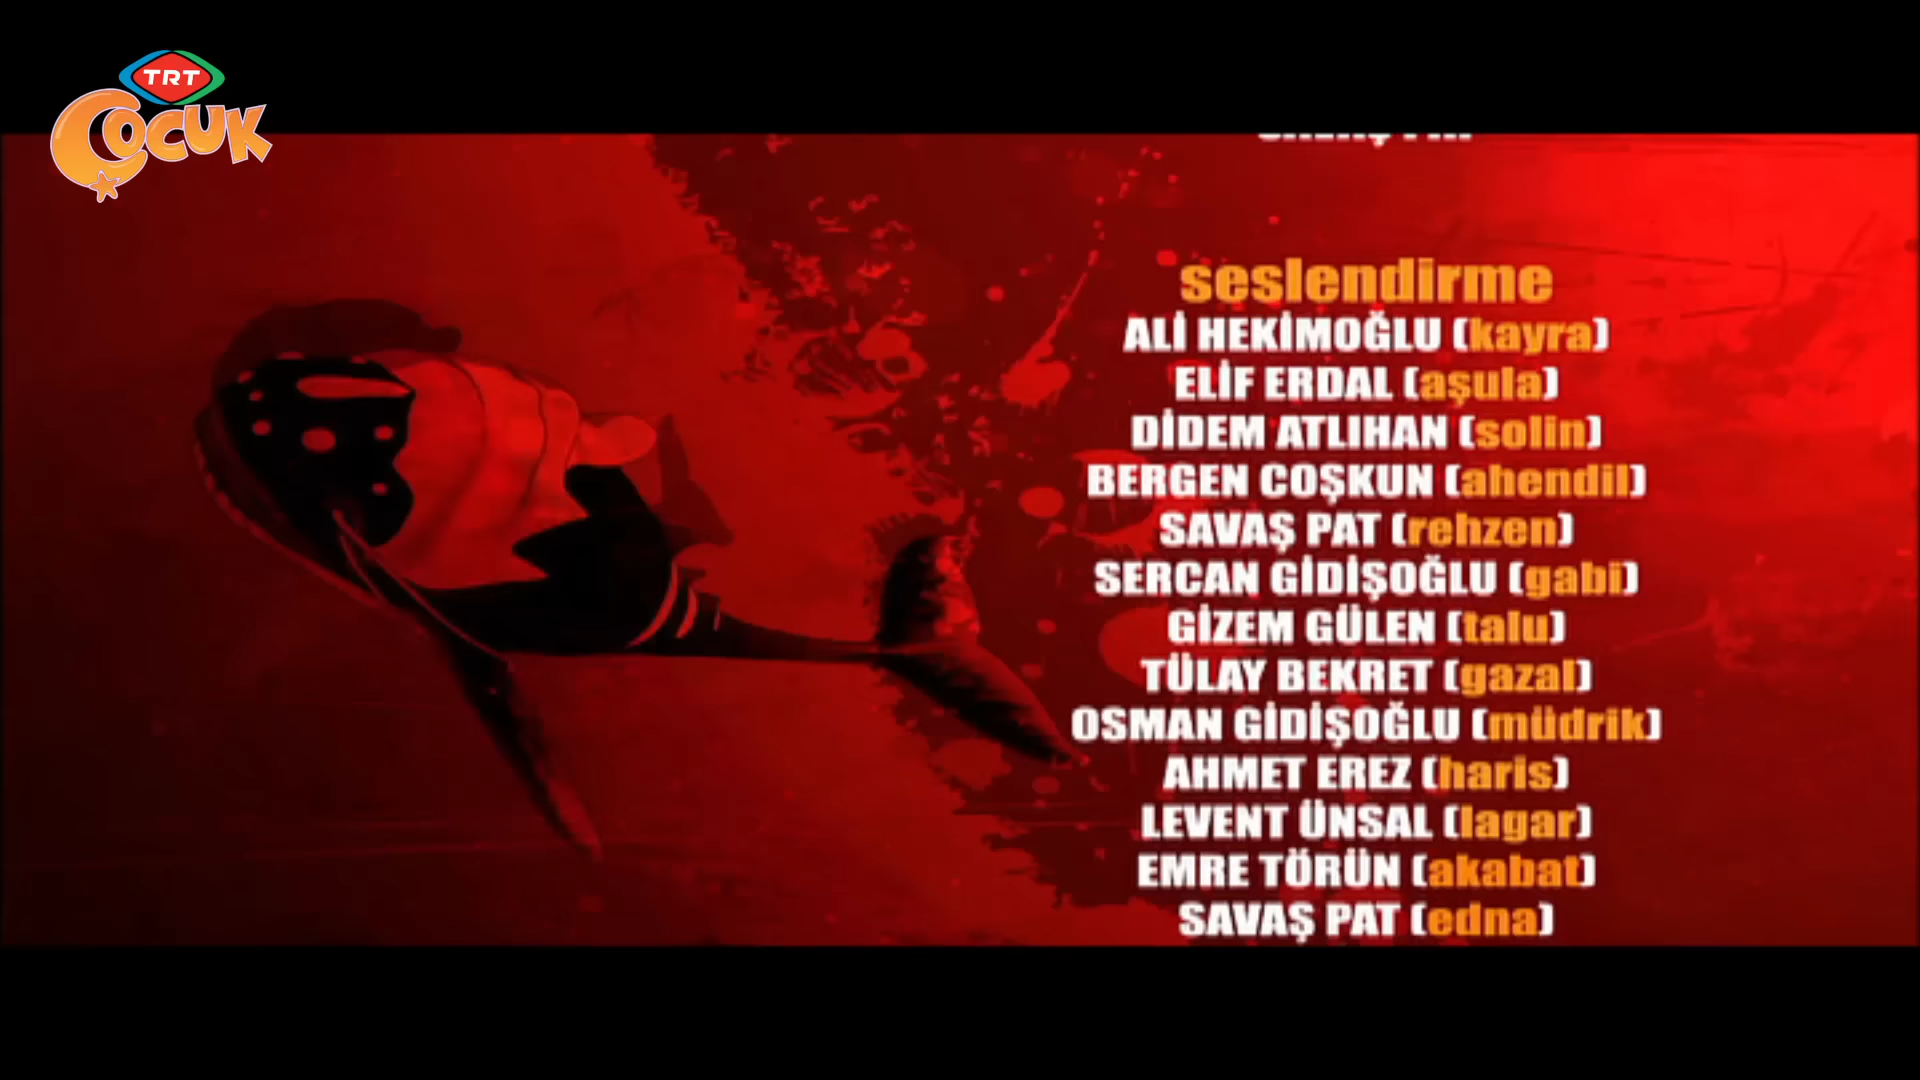 TRT
ÇOCUK
seslendirme
ALİ HEKİMOĞLU (kayra)
ELİF ERDAL (aşula)
DİDEM ATLIHAN (solin)
BERGEN COŞKUN (ahendil)
SAVAŞ PAT (rehzen)
SERCAN GİDİŞOĞLU (gabi)
GİZEM GÜLEN (talu)
TÜLAY BEKRET (gazal)
OSMAN GİDİŞOĞLU (müdrik)
AHMET EREZ (haris)
LEVENT ÜNSAL (lagar)
EMRE TÖRÜN (akabat)
SAVAŞ PAT (edna)